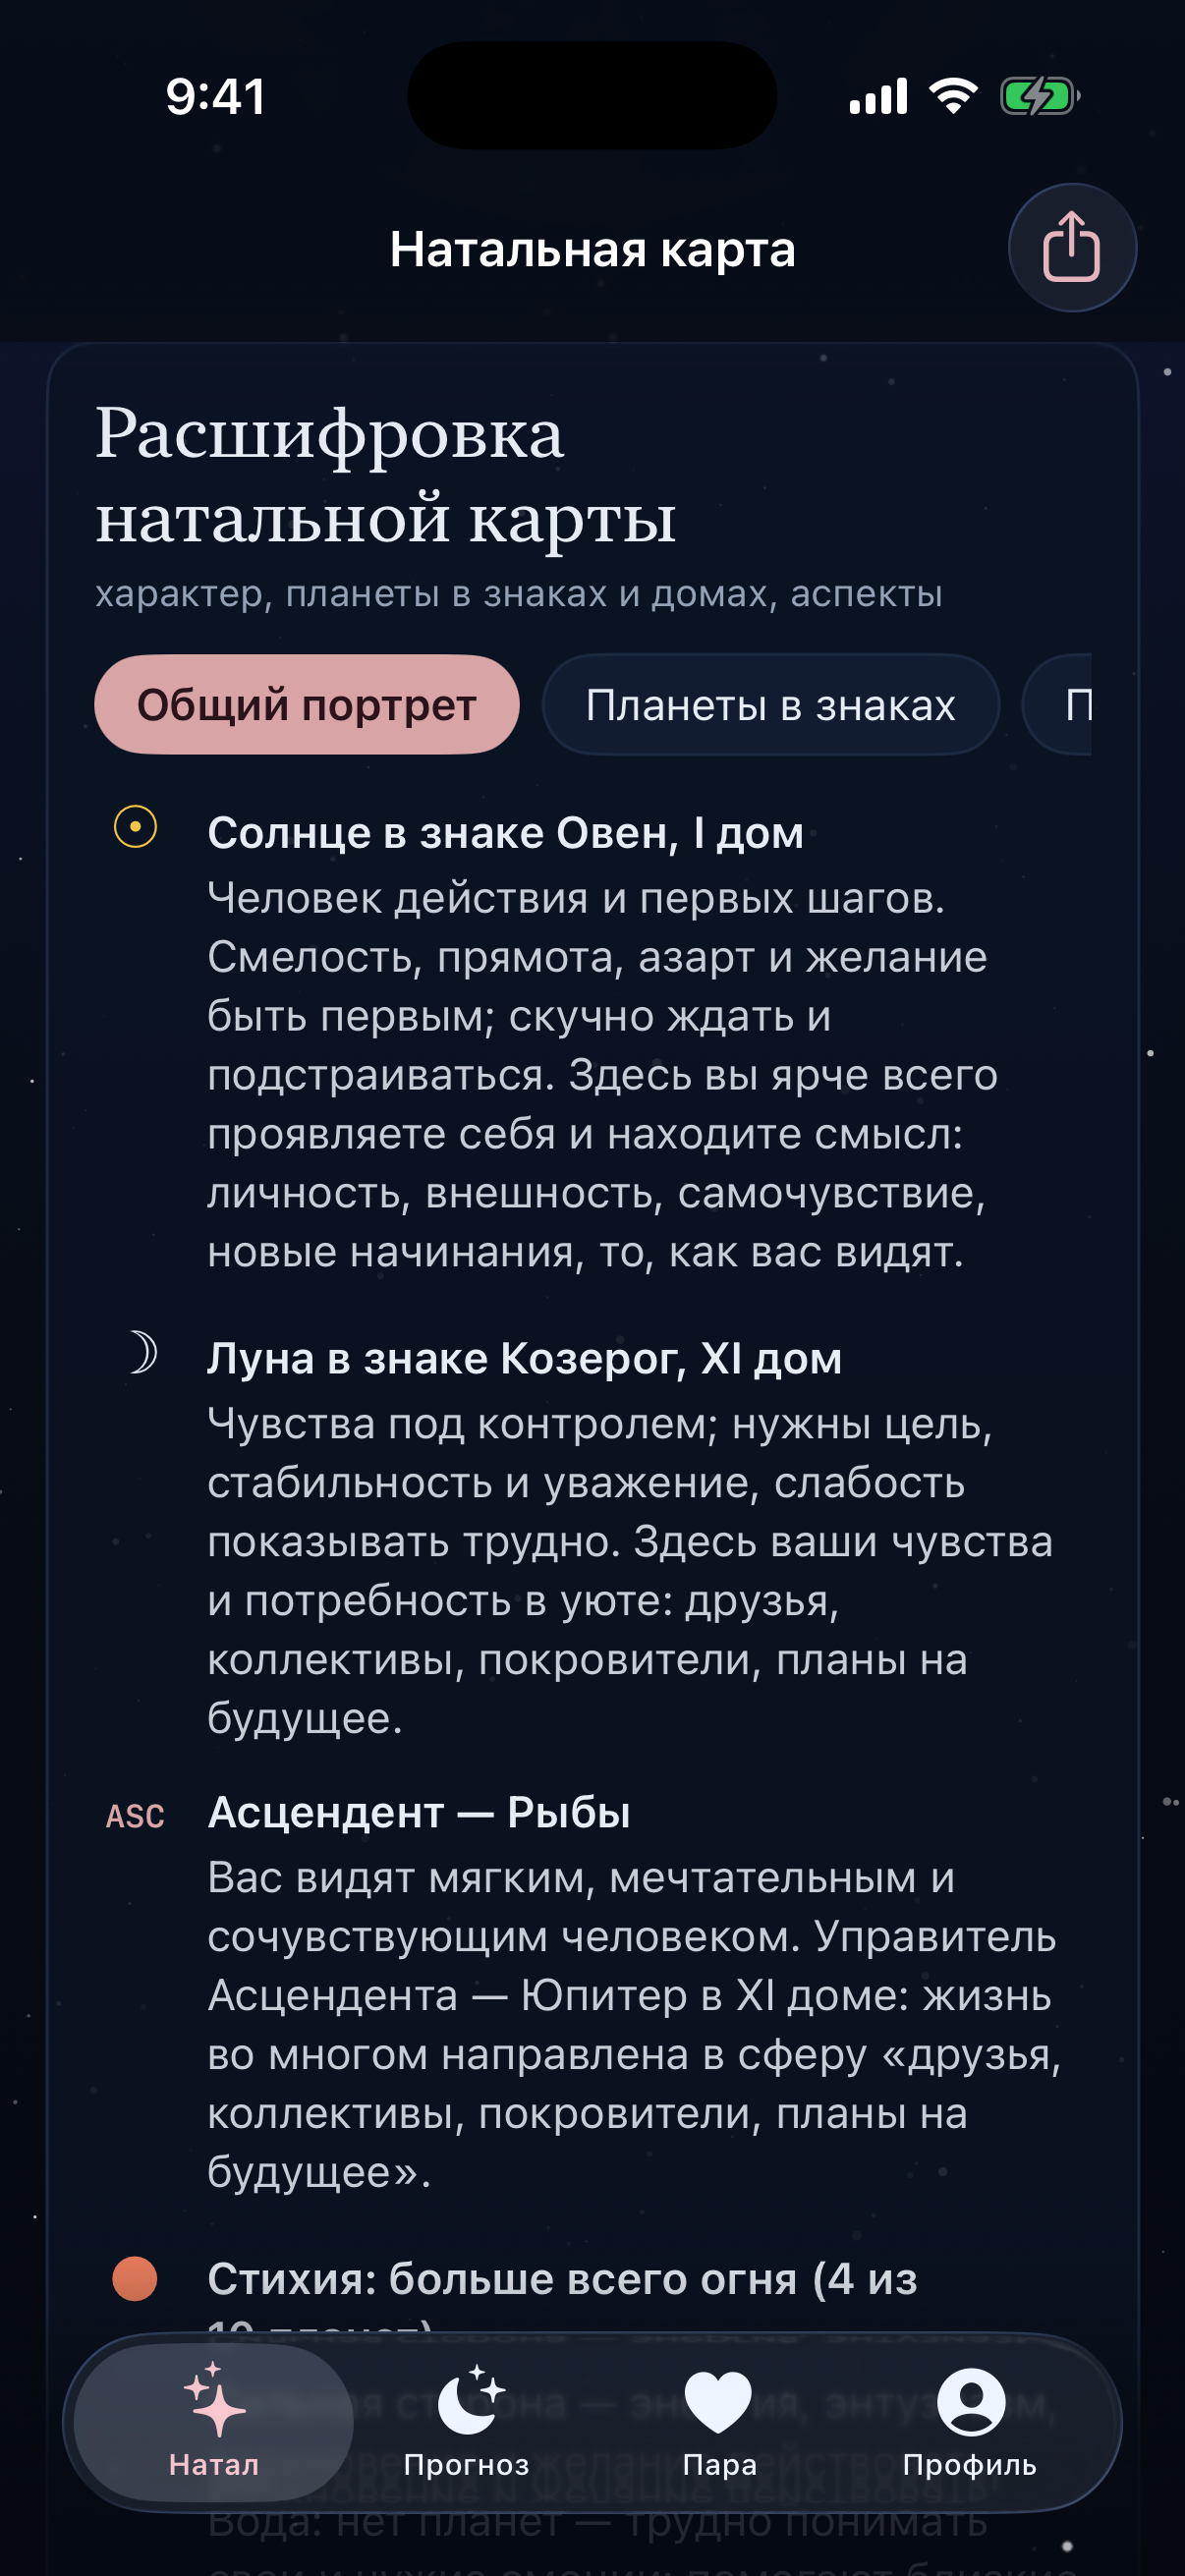 9:41
Натальная карта
Расшифровка
натальной карты
характер, планеты в знаках и домах, аспекты
Общий портрет
Планеты в знаках
П
Солнце в знаке Овен, I дом
Человек действия и первых шагов.
Смелость, прямота, азарт и желание
быть первым; скучно ждать и
подстраиваться. Здесь вы ярче всего
проявляете себя и находите смысл:
личность, внешность, самочувствие,
новые начинания, то, как вас видят.
Луна в знаке Козерог, XI дом
Чувства под контролем; нужны цель,
стабильность и уважение, слабость
показывать трудно. Здесь ваши чувства
и потребность в уюте: друзья,
коллективы, покровители, планы на
будущее.
ASC
Асцендент — Рыбы
Вас видят мягким, мечтательным и
сочувствующим человеком. Управитель
Асцендента — Юпитер в XI доме: жизнь
во многом направлена в сферу «друзья,
коллективы, покровители, планы на
будущее».
Стихия: больше всего огня (4 из
10 планет)
Натал
Прогноз
Пара
Профиль
Вода: нет планет — трудно понимать